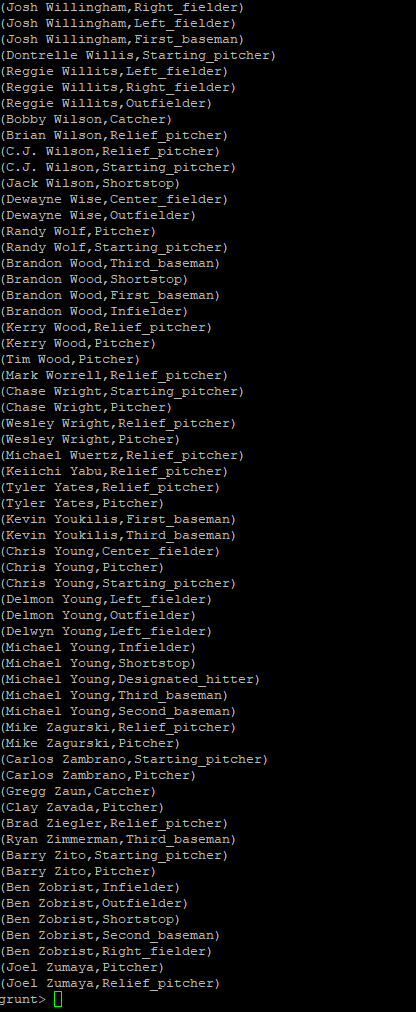 (Josh Willingham,Right_fielder)
(Josh Willingham,Left_fielder)
(Josh Willingham,First_baseman)
(Dontrelle Willis,Starting_pitcher)
(Reggie Willits,Left_fielder)
(Reggie Willits,Right_fielder)
(Reggie Willits,Outfielder)
(Bobby Wilson,Catcher)
(Brian Wilson,Relief_pitcher)
(C.J. Wilson,Relief_pitcher)
(C.J. Wilson,Starting_pitcher)
(Jack Wilson,Shortstop)
(Dewayne Wise,Center_fielder)
(Dewayne Wise,Outfielder)
(Randy Wolf,Pitcher)
(Randy Wolf,Starting_pitcher)
(Brandon Wood,Third_baseman)
(Brandon Wood,Shortstop)
(Brandon Wood,First_baseman)
(Brandon Wood,Infielder)
(Kerry Wood,Relief_pitcher)
(Kerry Wood,Pitcher)
(Tim Wood,Pitcher)
(Mark Worrell,Relief_pitcher)
(Chase Wright,Starting_pitcher)
(Chase Wright,Pitcher)
(Wesley Wright,Relief_pitcher)
(Wesley Wright,Pitcher)
(Michael Wuertz,Relief_pitcher)
(Keiichi Yabu,Relief_pitcher)
(Tyler Yates,Relief_pitcher)
(Tyler Yates,Pitcher)
(Kevin Youkilis,First_baseman)
(Kevin Youkilis,Third_baseman)
(Chris Young,Center_fielder)
(Chris Young,Pitcher)
(Chris Young,Starting_pitcher)
(Delmon Young,Left_fielder)
(Delmon Young,Outfielder)
(Delwyn Young,Left_fielder)
(Michael Young,Infielder)
(Michael Young,Shortstop)
(Michael Young,Designated_hitter)
(Michael Young,Third_baseman)
(Michael Young,Second_baseman)
(Mike Zagurski,Relief_pitcher)
(Mike Zagurski,Pitcher)
(Carlos Zambrano,Starting_pitcher)
(Carlos Zambrano,Pitcher)
(Gregg Zaun,Catcher)
(Clay Zavada,Pitcher)
(Brad Ziegler,Relief_pitcher)
(Ryan Zimmerman,Third_baseman)
(Barry Zito,Starting_pitcher)
(Barry Zito,Pitcher)
(Ben Zobrist,Infielder)
(Ben Zobrist,Outfielder)
(Ben Zobrist,Shortstop)
(Ben Zobrist,Second_baseman)
(Ben Zobrist,Right_fielder)
(Joel Zumaya,Pitcher)
(Joel Zumaya,Relief_pitcher)
grunt>